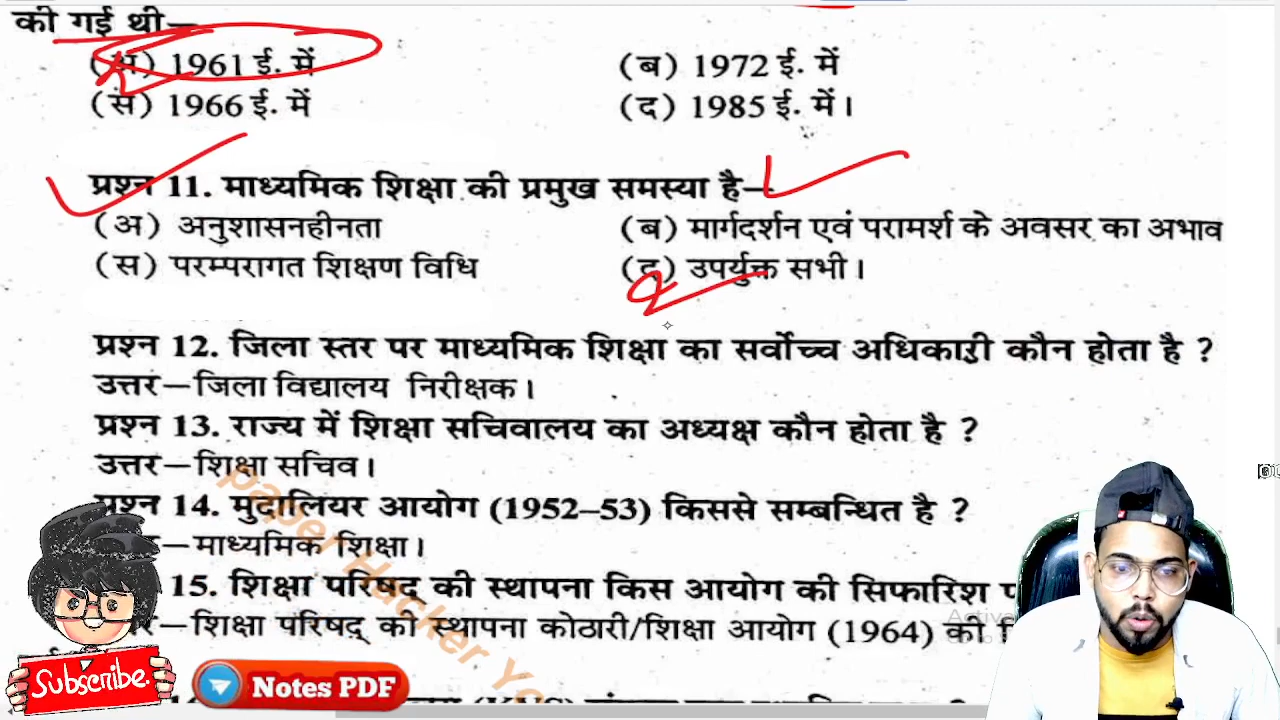 की गई थी–
(अ) 1961 ई. में (ब) 1972 ई. में
(स) 1966 ई. में (द) 1985 ई. में।
प्रश्न 11. माध्यमिक शिक्षा की प्रमुख समस्या है–
(अ) अनुशासनहीनता (ब) मार्गदर्शन एवं परामर्श के अवसर का अभाव
(स) परम्परागत शिक्षण विधि (द) उपर्युक्त सभी।
प्रश्न 12. जिला स्तर पर माध्यमिक शिक्षा का सर्वोच्च अधिकारी कौन होता है ?
उत्तर–जिला विद्यालय निरीक्षक।
प्रश्न 13. राज्य में शिक्षा सचिवालय का अध्यक्ष कौन होता है ?
उत्तर–शिक्षा सचिव।
प्रश्न 14. मुदालियर आयोग (1952–53) किससे सम्बन्धित है ?
–माध्यमिक शिक्षा।
15. शिक्षा परिषद् की स्थापना किस आयोग की सिफारिश
–शिक्षा परिषद् की स्थापना कोठारी/शिक्षा आयोग (1964) की
paper Hacker
Subscribe.
Notes PDF